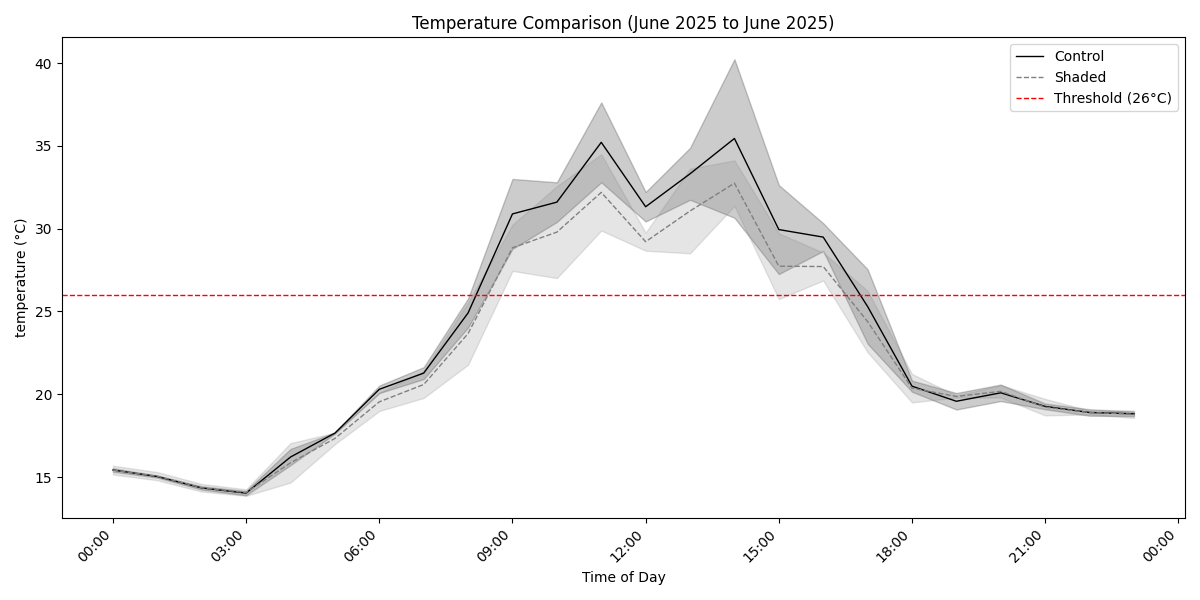 Temperature Comparison (June 2025 to June 2025)
Control
Shaded
Threshold (26°C)
temperature (°C)
40
35
30
25
20
15
00:00
03:00
06:00
09:00
12:00
15:00
18:00
21:00
00:00
Time of Day